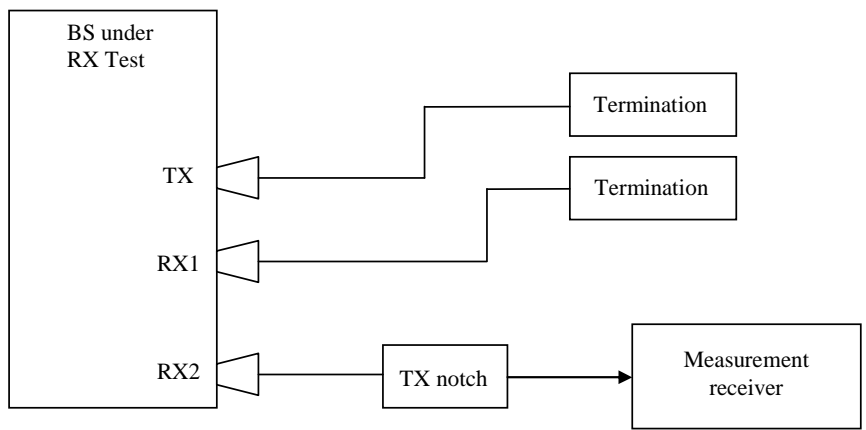 BS under
RX Test
Termination
TX
Termination
RX1
RX2
TX notch
Measurement
receiver